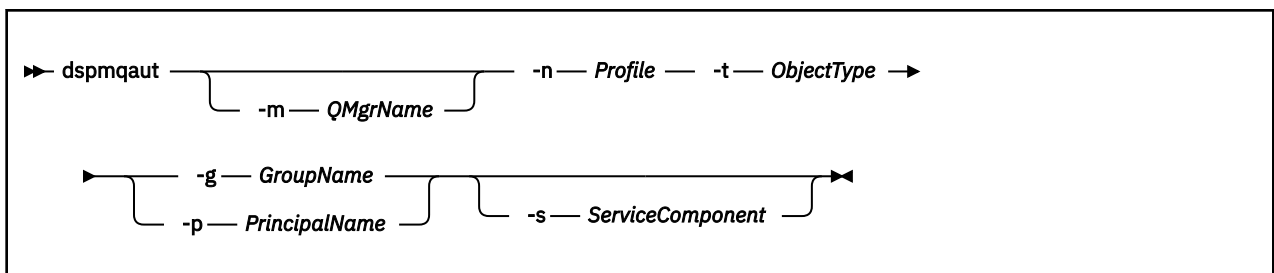 dspmqaut -n Profile -t ObjectType
-m QMgrName
-g GroupName
-p PrincipalName
-s ServiceComponent